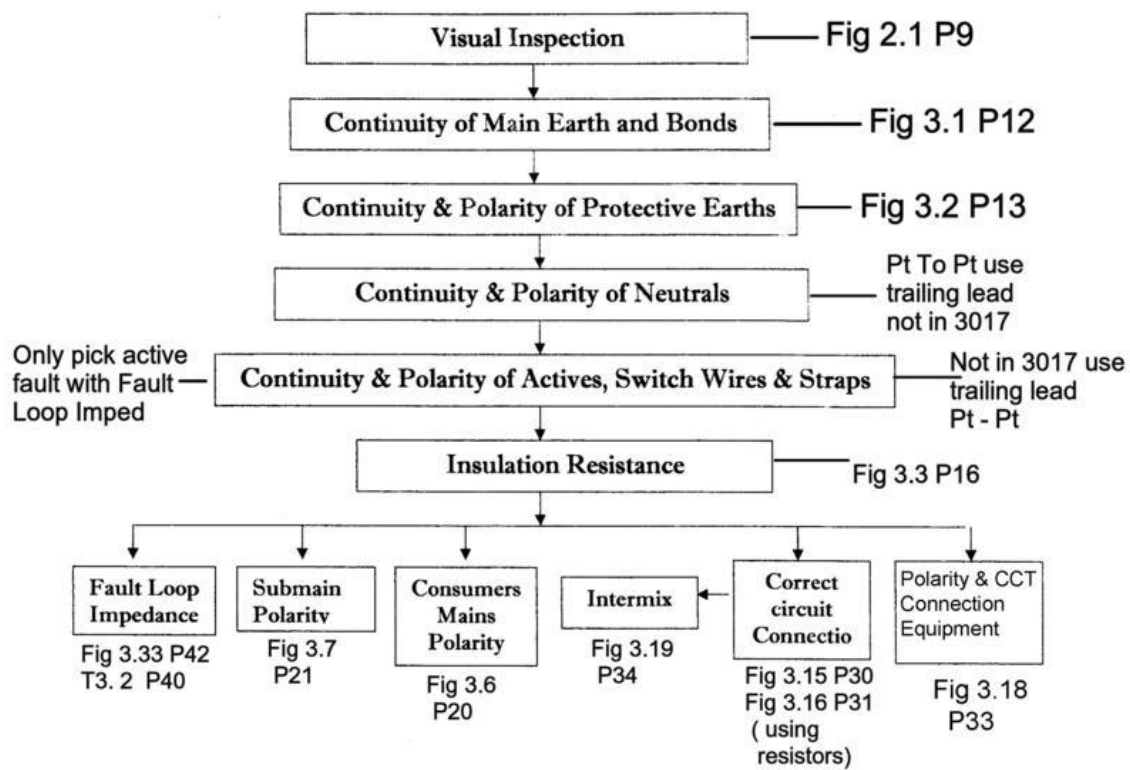 Visual Inspection
Fig 2.1 P9
Continuity of Main Earth and Bonds
Fig 3.1 P12
Continuity & Polarity of Protective Earths
Fig 3.2 P13
Continuity & Polarity of Neutrals
Pt To Pt use
trailing lead
not in 3017
Only pick active
fault with Fault
Loop Imped
Continuity & Polarity of Actives, Switch Wires & Straps
Not in 3017 use
trailing lead
Pt - Pt
Insulation Resistance
Fig 3.3 P16
Fault Loop
Impedance
Fig 3.33 P42
T3. 2 P40
Submain
Polarity
Fig 3.7
P21
Consumers
Mains
Polarity
Fig 3.6
P20
Intermix
Fig 3.19
P34
Correct
circuit
Connectio
Fig 3.15 P30
Fig 3.16 P31
( using
resistors)
Polarity & CCT
Connection
Equipment
Fig 3.18
P33